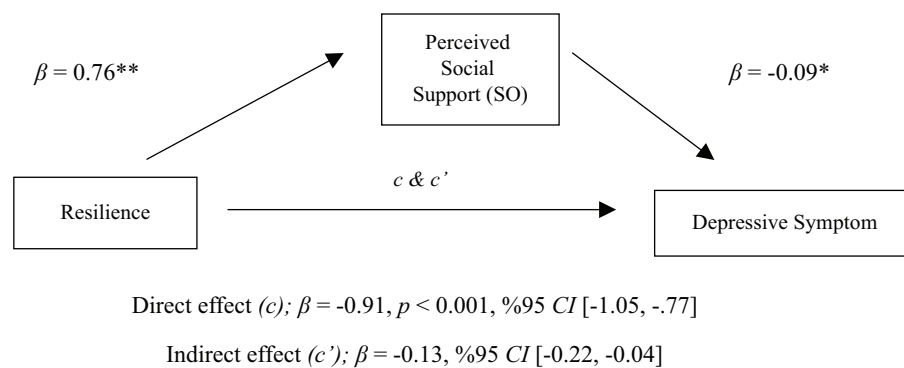 Perceived
Social
Support (SO)
β = 0.76**
β = -0.09*
c & c’
Resilience
Depressive Symptom
Direct effect (c); β = -0.91, p < 0.001, %95 CI [-1.05, -.77]
Indirect effect (c’); β = -0.13, %95 CI [-0.22, -0.04]